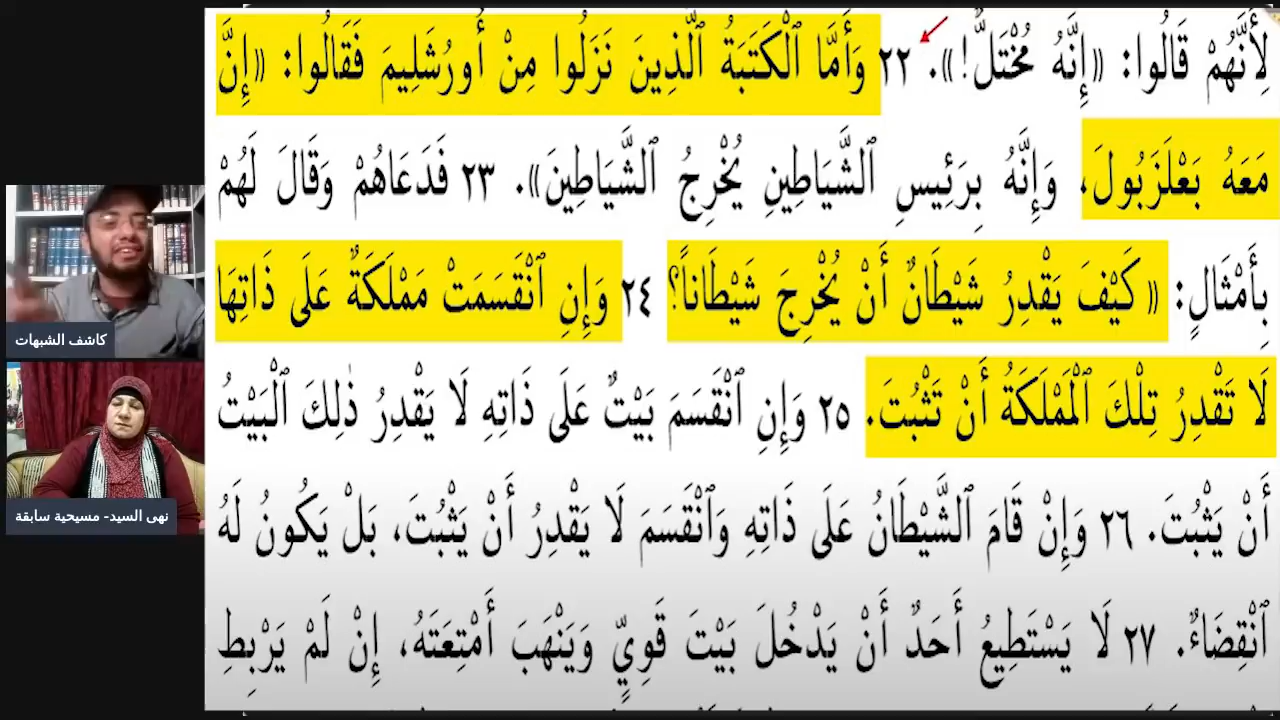 لِأَنَّهُمْ قَالُوا: «إِنَّهُ مُخْتَلٌّ!». ٢٢ وَأَمَّا ٱلْكَتَبَةُ ٱلَّذِينَ نَزَلُوا مِنْ أُورُشَلِيمَ فَقَالُوا: «إِنَّ
مَعَهُ بَعْلَزَبُولَ، وَإِنَّهُ بِرَئِيسِ ٱلشَّيَاطِينِ يُخْرِجُ ٱلشَّيَاطِينَ». ٢٣ فَدَعَاهُمْ وَقَالَ لَهُمْ
بِأَمْثَالٍ: «كَيْفَ يَقْدِرُ شَيْطَانٌ أَنْ يُخْرِجَ شَيْطَاناً؟ ٢٤ وَإِنِ ٱنْقَسَمَتْ مَمْلَكَةٌ عَلَى ذَاتِهَا
لَا تَقْدِرُ تِلْكَ ٱلْمَمْلَكَةُ أَنْ تَثْبُتَ. ٢٥ وَإِنِ ٱنْقَسَمَ بَيْتٌ عَلَى ذَاتِهِ لَا يَقْدِرُ ذٰلِكَ ٱلْبَيْتُ
أَنْ يَثْبُتَ. ٢٦ وَإِنْ قَامَ ٱلشَّيْطَانُ عَلَى ذَاتِهِ وَٱنْقَسَمَ لَا يَقْدِرُ أَنْ يَثْبُتَ، بَلْ يَكُونُ لَهُ
ٱنْقِضَاءٌ. ٢٧ لَا يَسْتَطِيعُ أَحَدٌ أَنْ يَدْخُلَ بَيْتَ قَوِيٍّ وَيَنْهَبَ أَمْتِعَتَهُ، إِنْ لَمْ يَرْبِطِ
كاشف الشبهات
نهى السيد- مسيحية سابقة